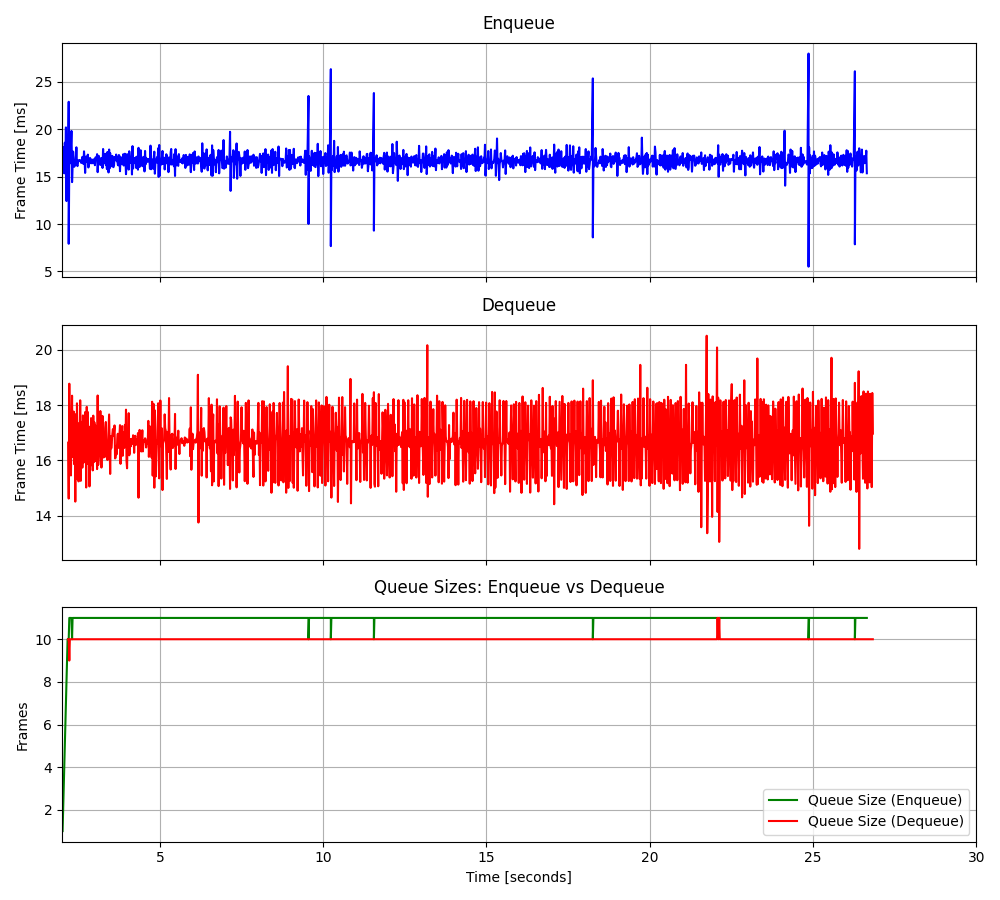 Enqueue
Frame Time [ms]
25
20
15
10
5
Dequeue
Frame Time [ms]
20
18
16
14
Queue Sizes: Enqueue vs Dequeue
Frames
10
8
6
4
2
Queue Size (Enqueue)
Queue Size (Dequeue)
5 10 15 20 25 30
Time [seconds]